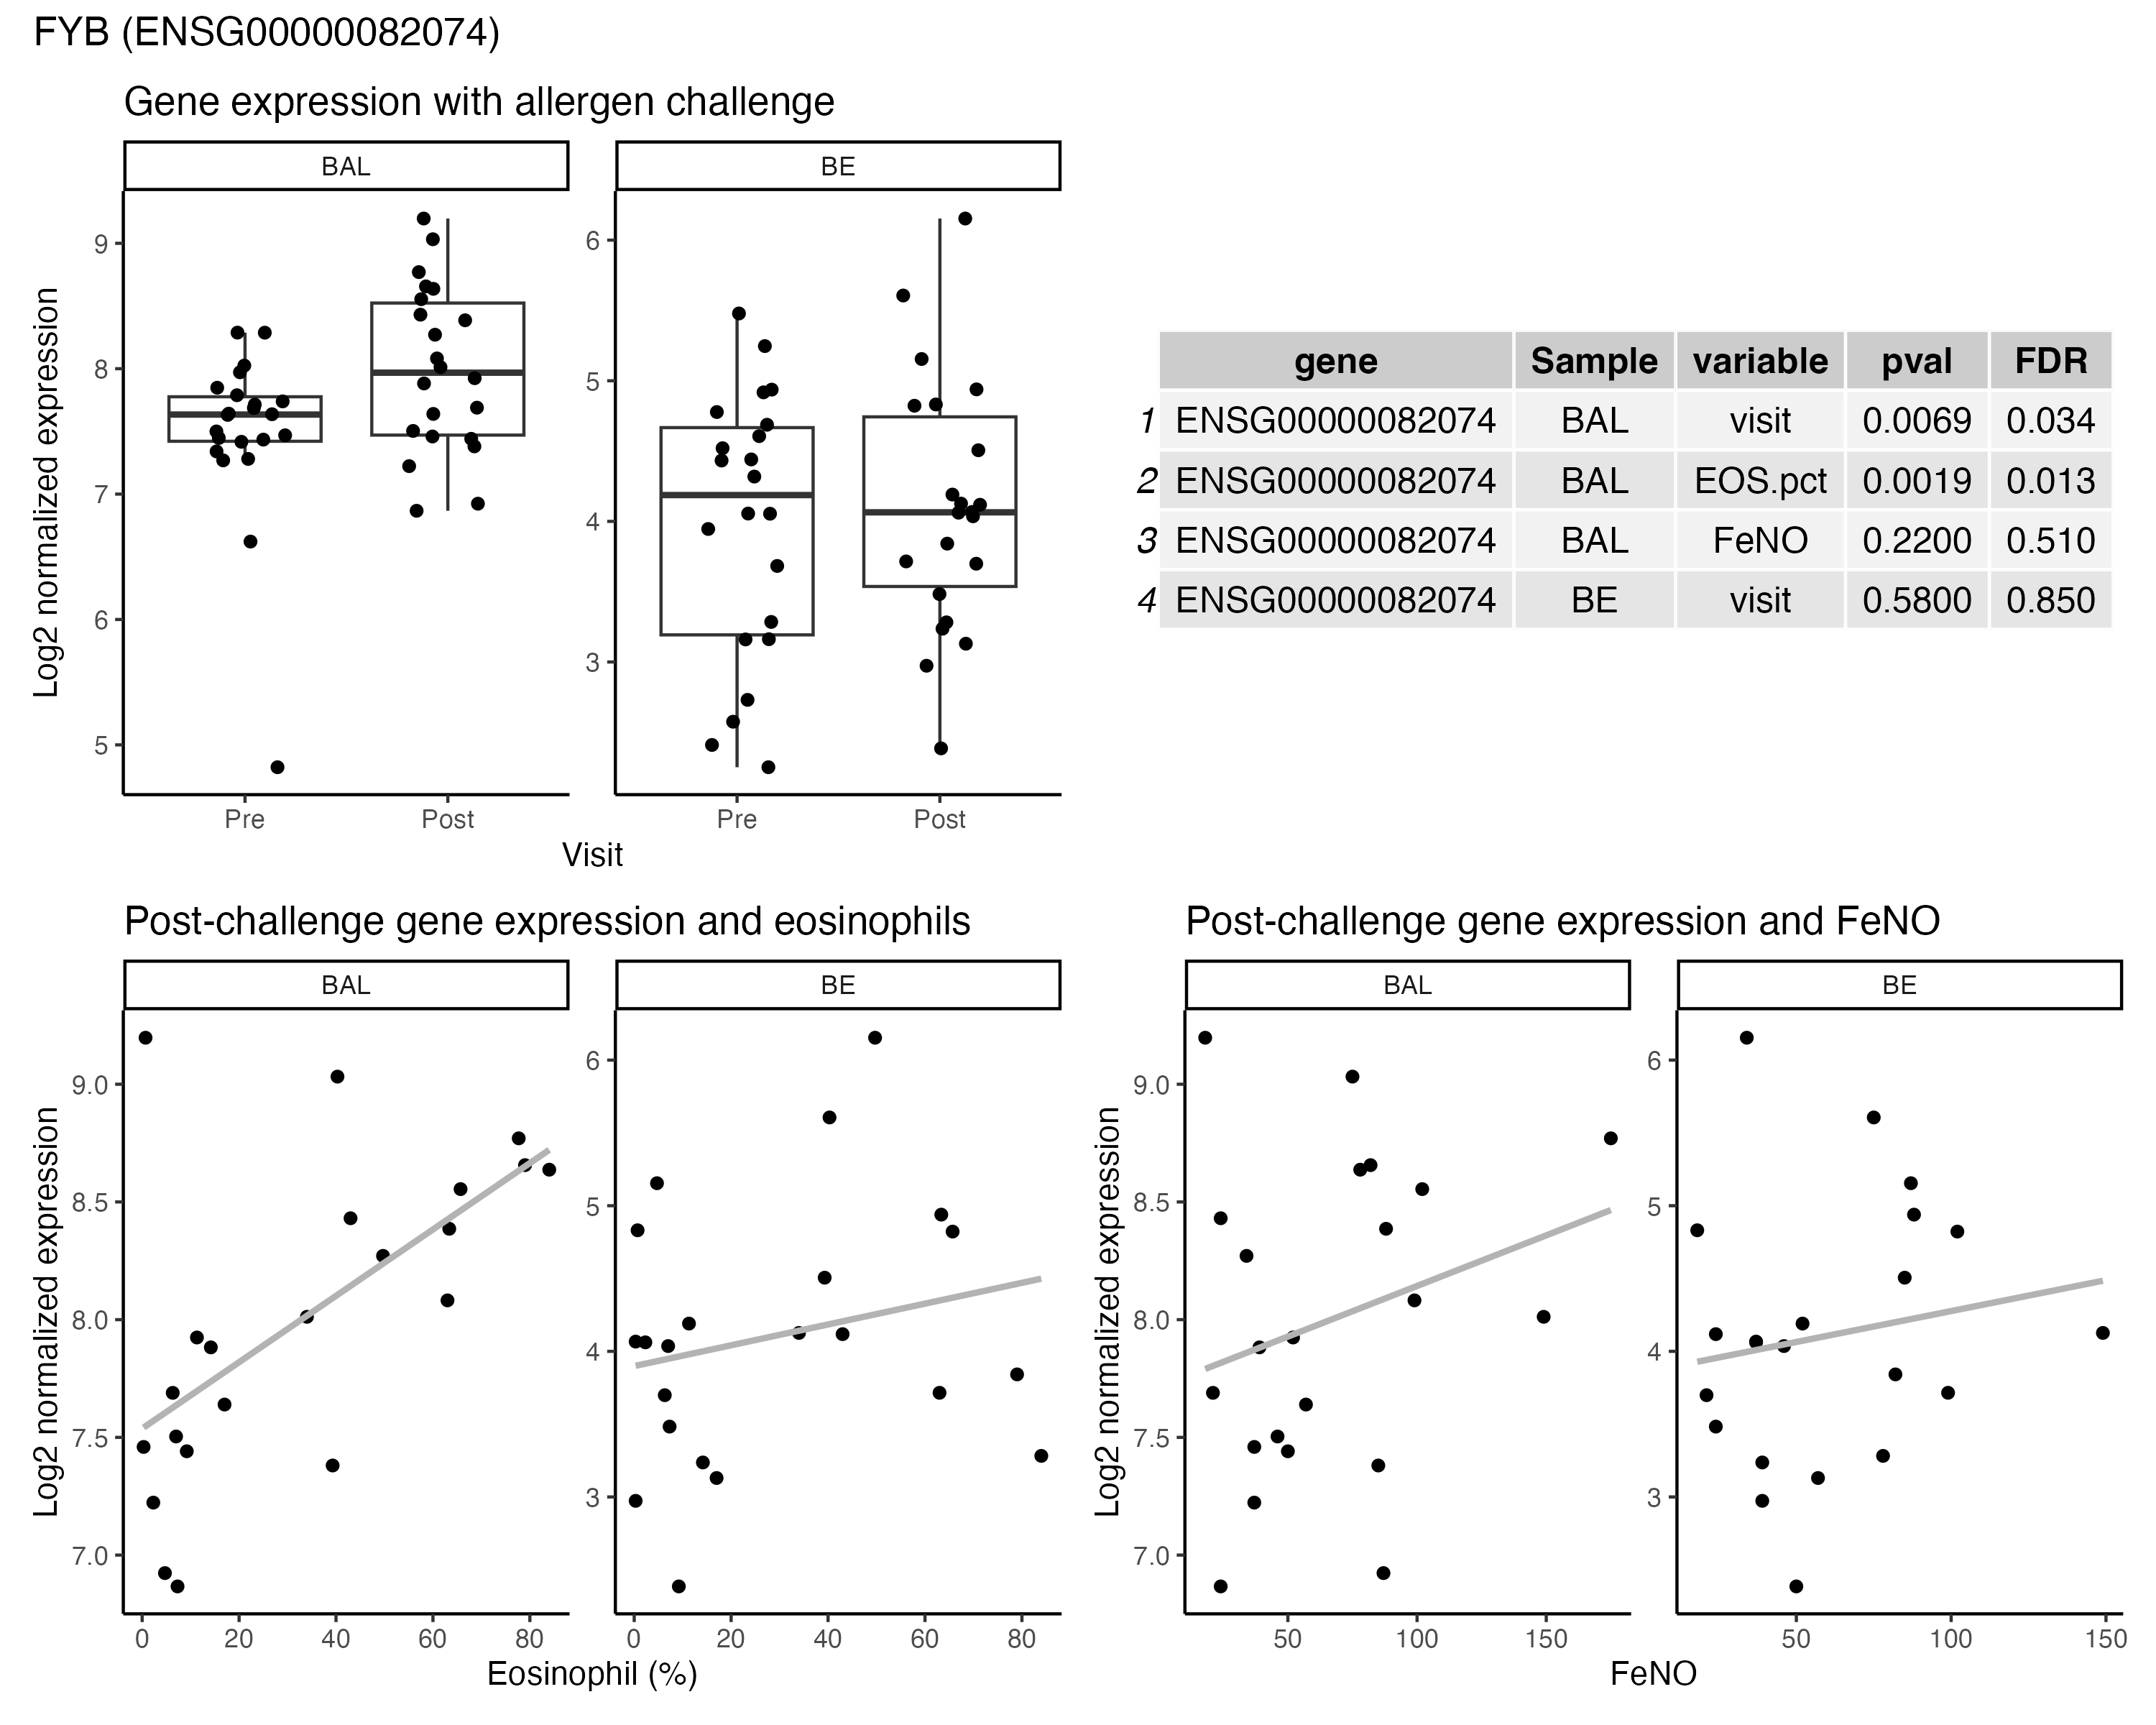 FYB (ENSG00000082074)
Gene expression with allergen challenge
BAL
BE
Log2 normalized expression
9
8
7
6
5
6
5
4
3
Pre
Post
Pre
Post
Visit
gene Sample variable pval FDR
1 ENSG00000082074 BAL visit 0.0069 0.034
2 ENSG00000082074 BAL EOS.pct 0.0019 0.013
3 ENSG00000082074 BAL FeNO 0.2200 0.510
4 ENSG00000082074 BE visit 0.5800 0.850
Post-challenge gene expression and eosinophils
BAL
BE
Log2 normalized expression
9.0
8.5
8.0
7.5
7.0
6
5
4
3
0 20 40 60 80
0 20 40 60 80
Eosinophil (%)
Post-challenge gene expression and FeNO
BAL
BE
Log2 normalized expression
9.0
8.5
8.0
7.5
7.0
6
5
4
3
50 100 150
50 100 150
FeNO